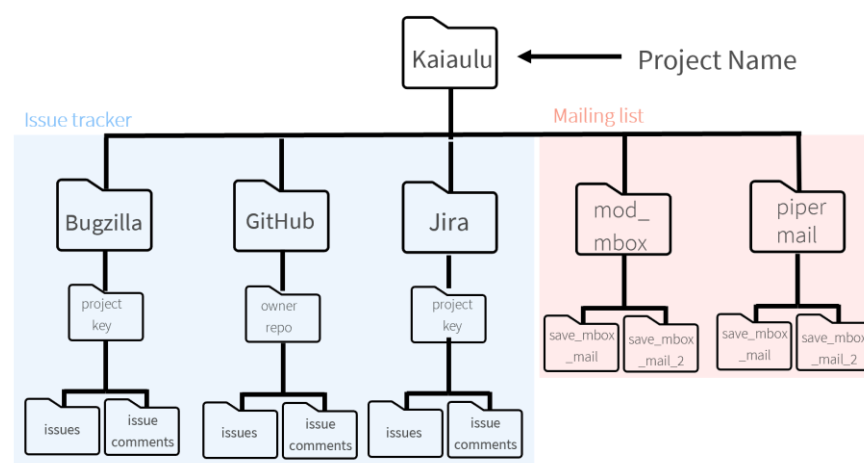 Kaiaulu
Project Name
Issue tracker
Mailing list
Bugzilla
GitHub
Jira
mod_
mbox
piper
mail
project
key
owner
repo
project
key
save_mbox
_mail
save_mbox
_mail_2
save_mbox
_mail
save_mbox
_mail_2
issues
issue
comments
issues
issue
comments
issues
issue
comments